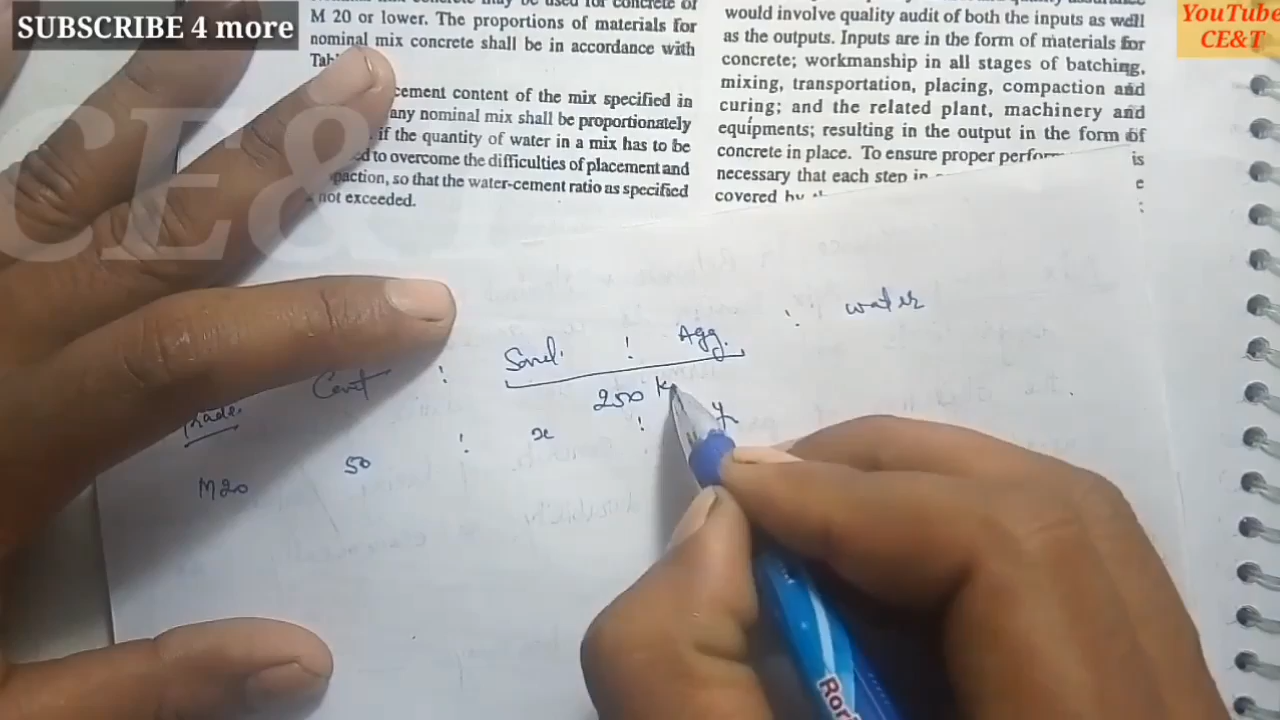 SUBSCRIBE 4 more
YouTube
CE&T
CE&T
M 20 or lower. The proportions of materials for
nominal mix concrete shall be in accordance with
cement content of the mix specified in
any nominal mix shall be proportionately
if the quantity of water in a mix has to be
to overcome the difficulties of placement and
so that the water-cement ratio as specified
not exceeded.
would involve quality audit of both the inputs as well
as the outputs. Inputs are in the form of materials for
concrete; workmanship in all stages of batching,
mixing, transportation, placing, compaction and
curing; and the related plant, machinery and
equipments; resulting in the output in the form of
concrete in place. To ensure proper is
necessary that each step in
covered
: Sand : Agg. : water
250 K
M20 50 : x : y